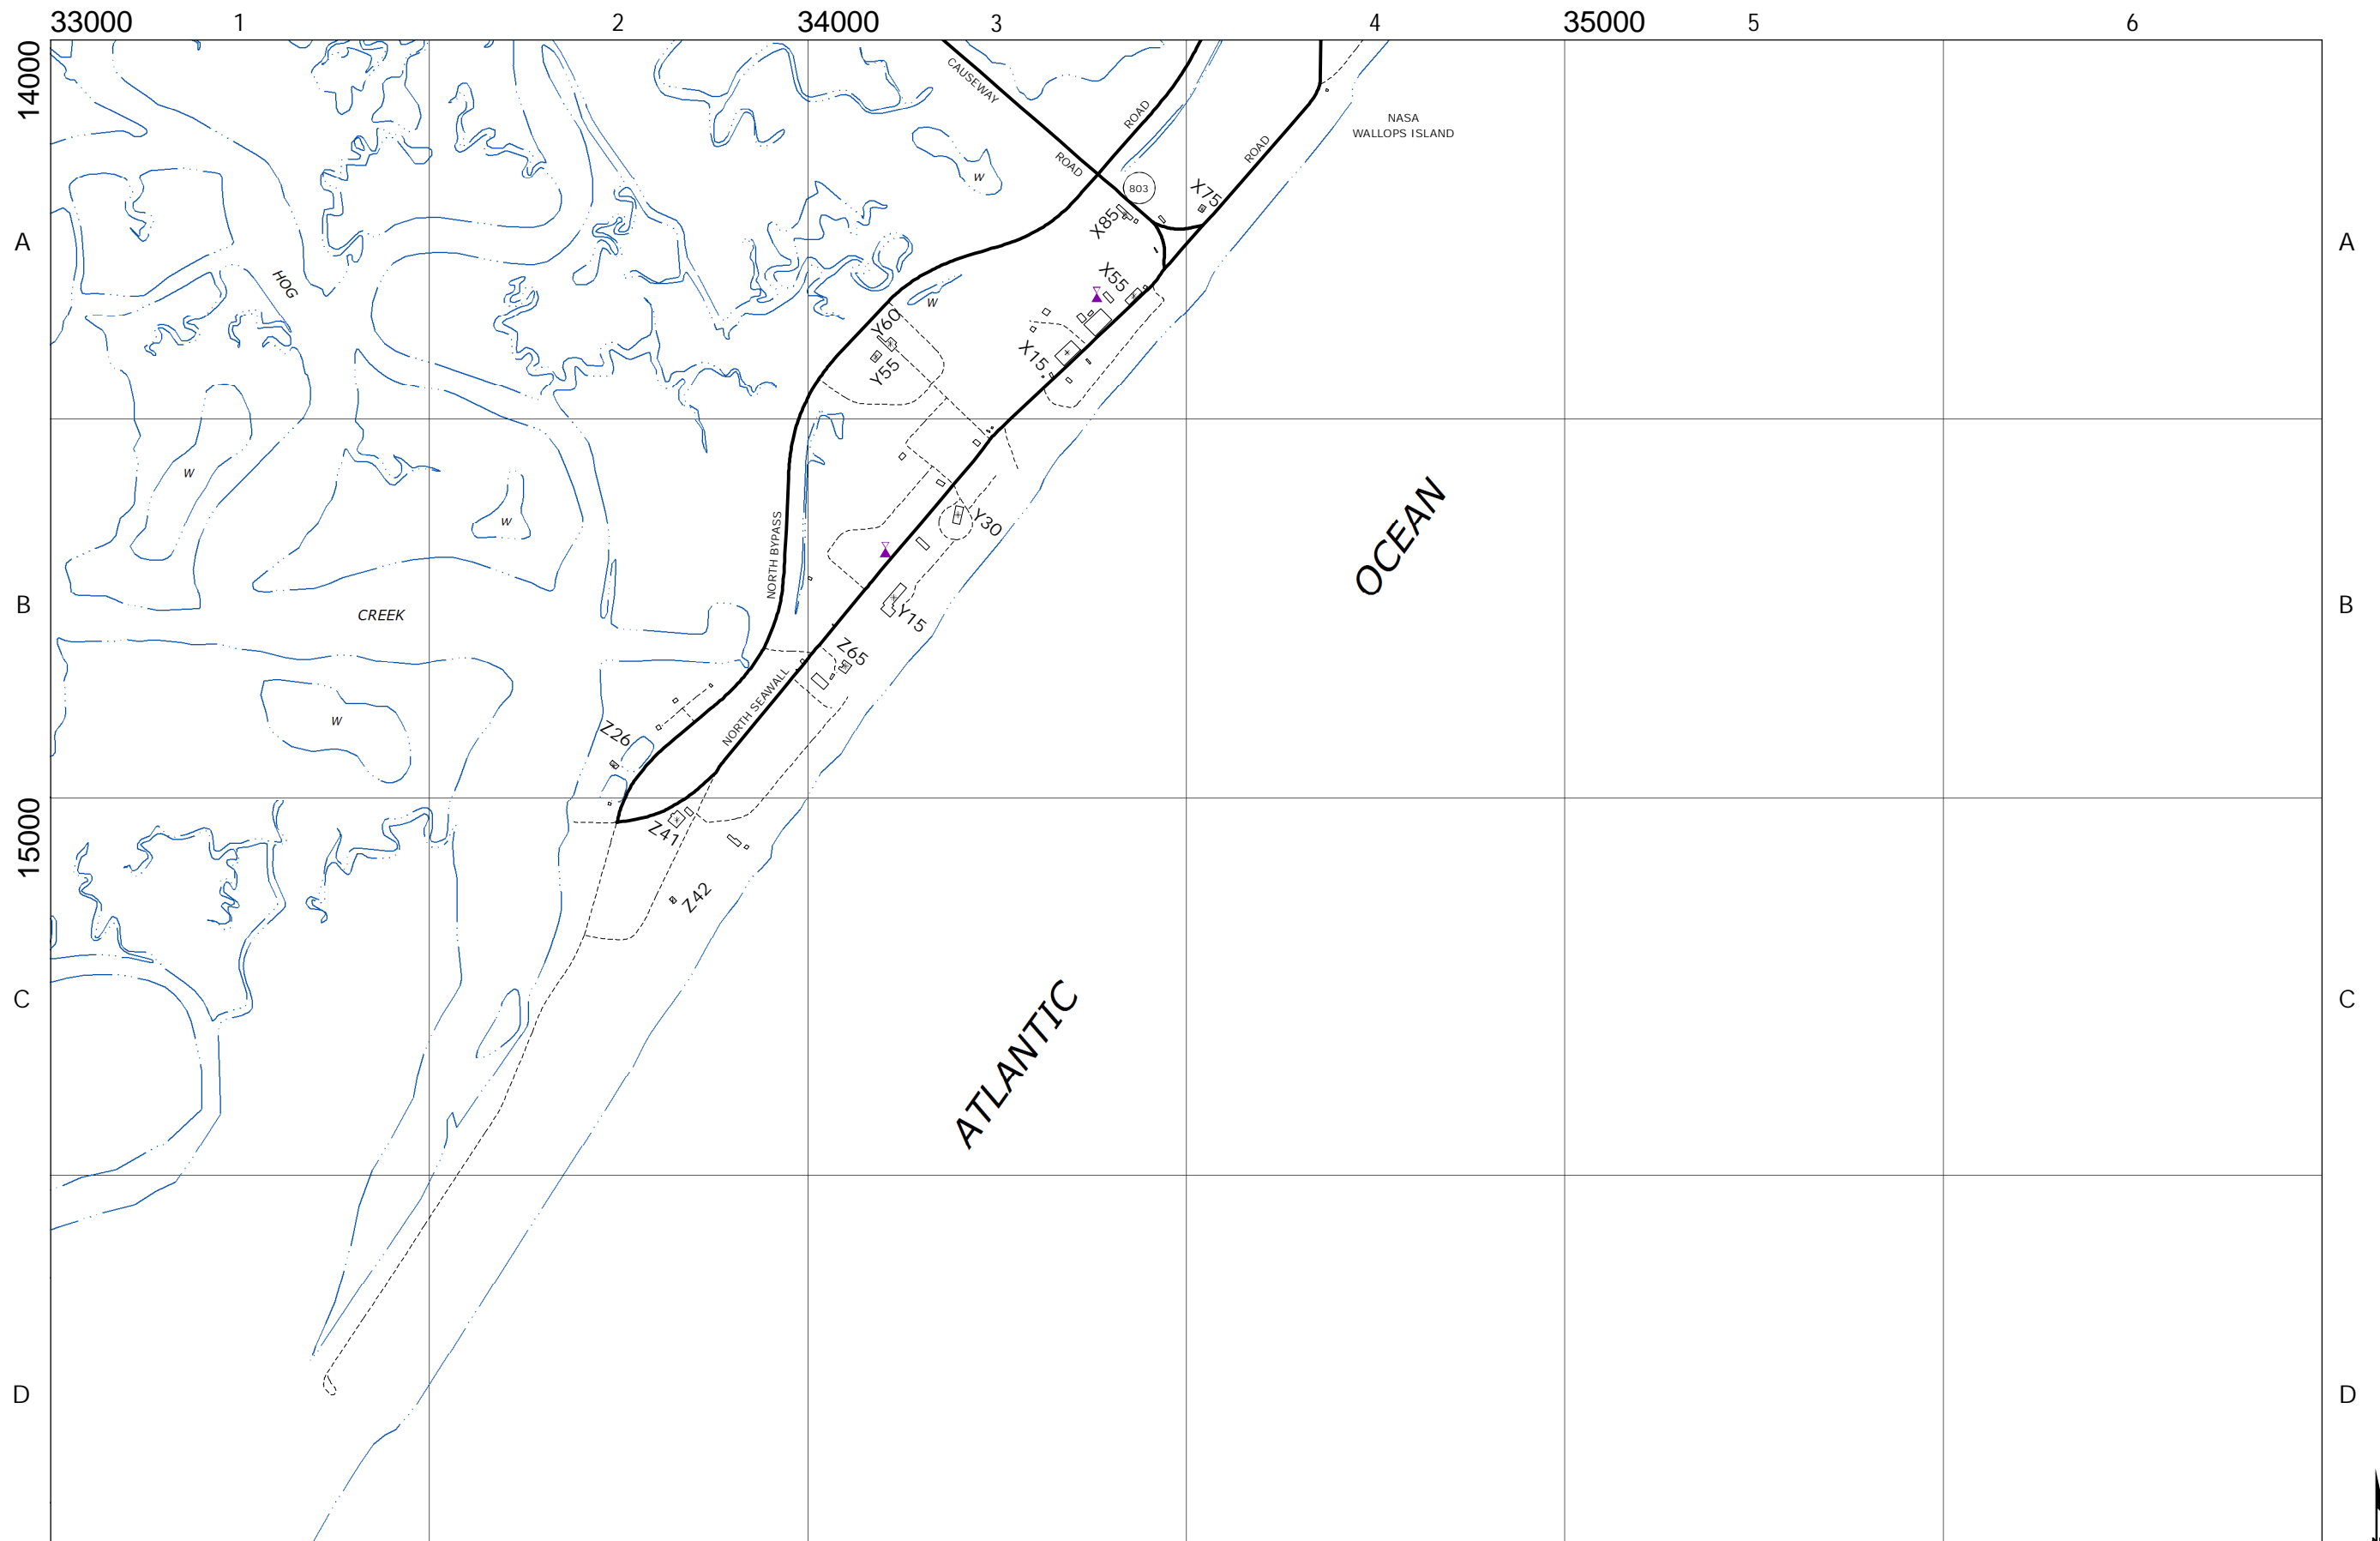 33000 1 2 34000 3 4 35000 5 6
14000
CAUSEWAY
ROAD
NASA
WALLOPS ISLAND
ROAD
ROAD
W
803
X75
X85
A
A
HOG
X55
W
Y60
X15
Y55
W
OCEAN
W
Y30
NORTH BYPASS
B
CREEK
Y15
B
Z65
NORTH SEAWALL
W
Z26
15000
Z41
Z42
C
C
ATLANTIC
D
D